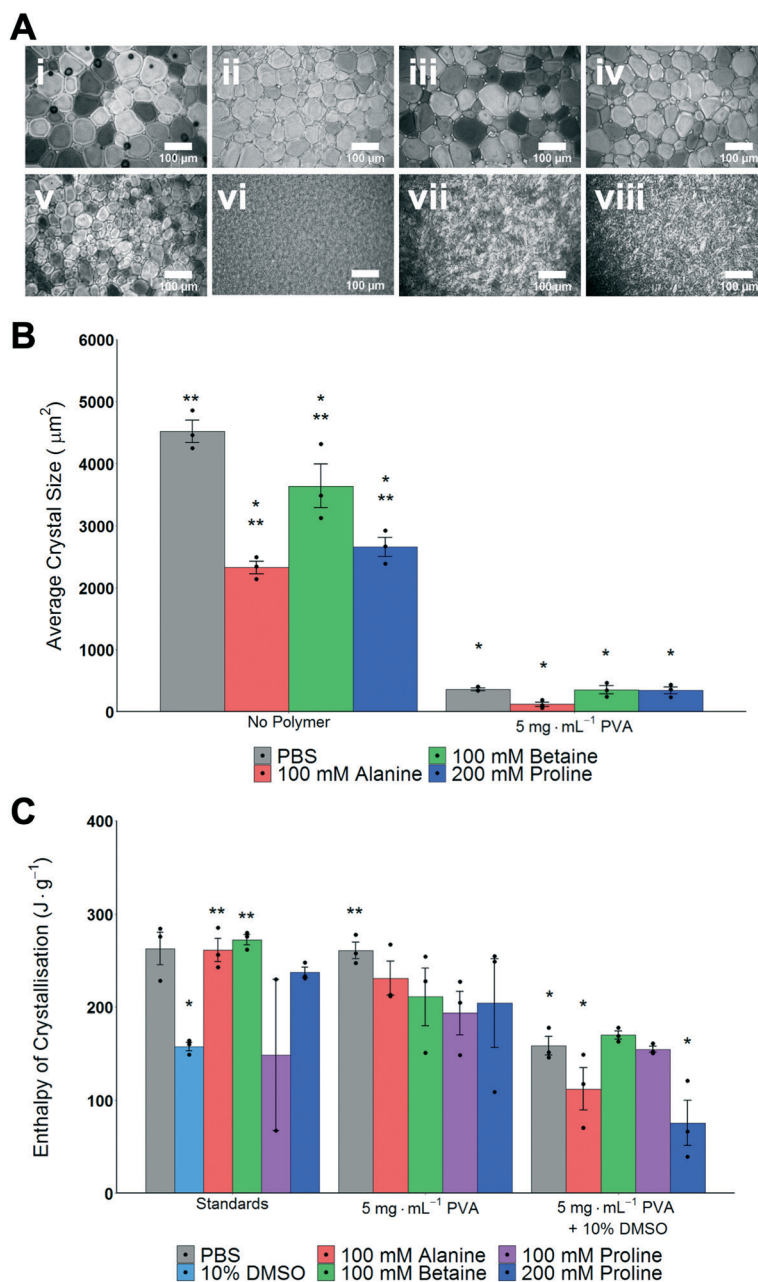 A
i
ii
iii
iv
100 µm
100 µm
100 µm
100 µm
v
vi
vii
viii
100 µm
100 µm
100 µm
100 µm
B
6000
5000
4000
3000
2000
1000
0
Average Crystal Size ( µm²)
**
*
**
*
**
*
**
*
*
*
*
No Polymer
5 mg · mL⁻¹ PVA
PBS
100 mM Betaine
100 mM Alanine
200 mM Proline
C
400
300
200
100
0
Enthalpy of Crystallisation (J · g⁻¹)
*
**
**
**
*
*
*
Standards
5 mg · mL⁻¹ PVA
5 mg · mL⁻¹ PVA
+ 10% DMSO
PBS
100 mM Alanine
100 mM Proline
10% DMSO
100 mM Betaine
200 mM Proline